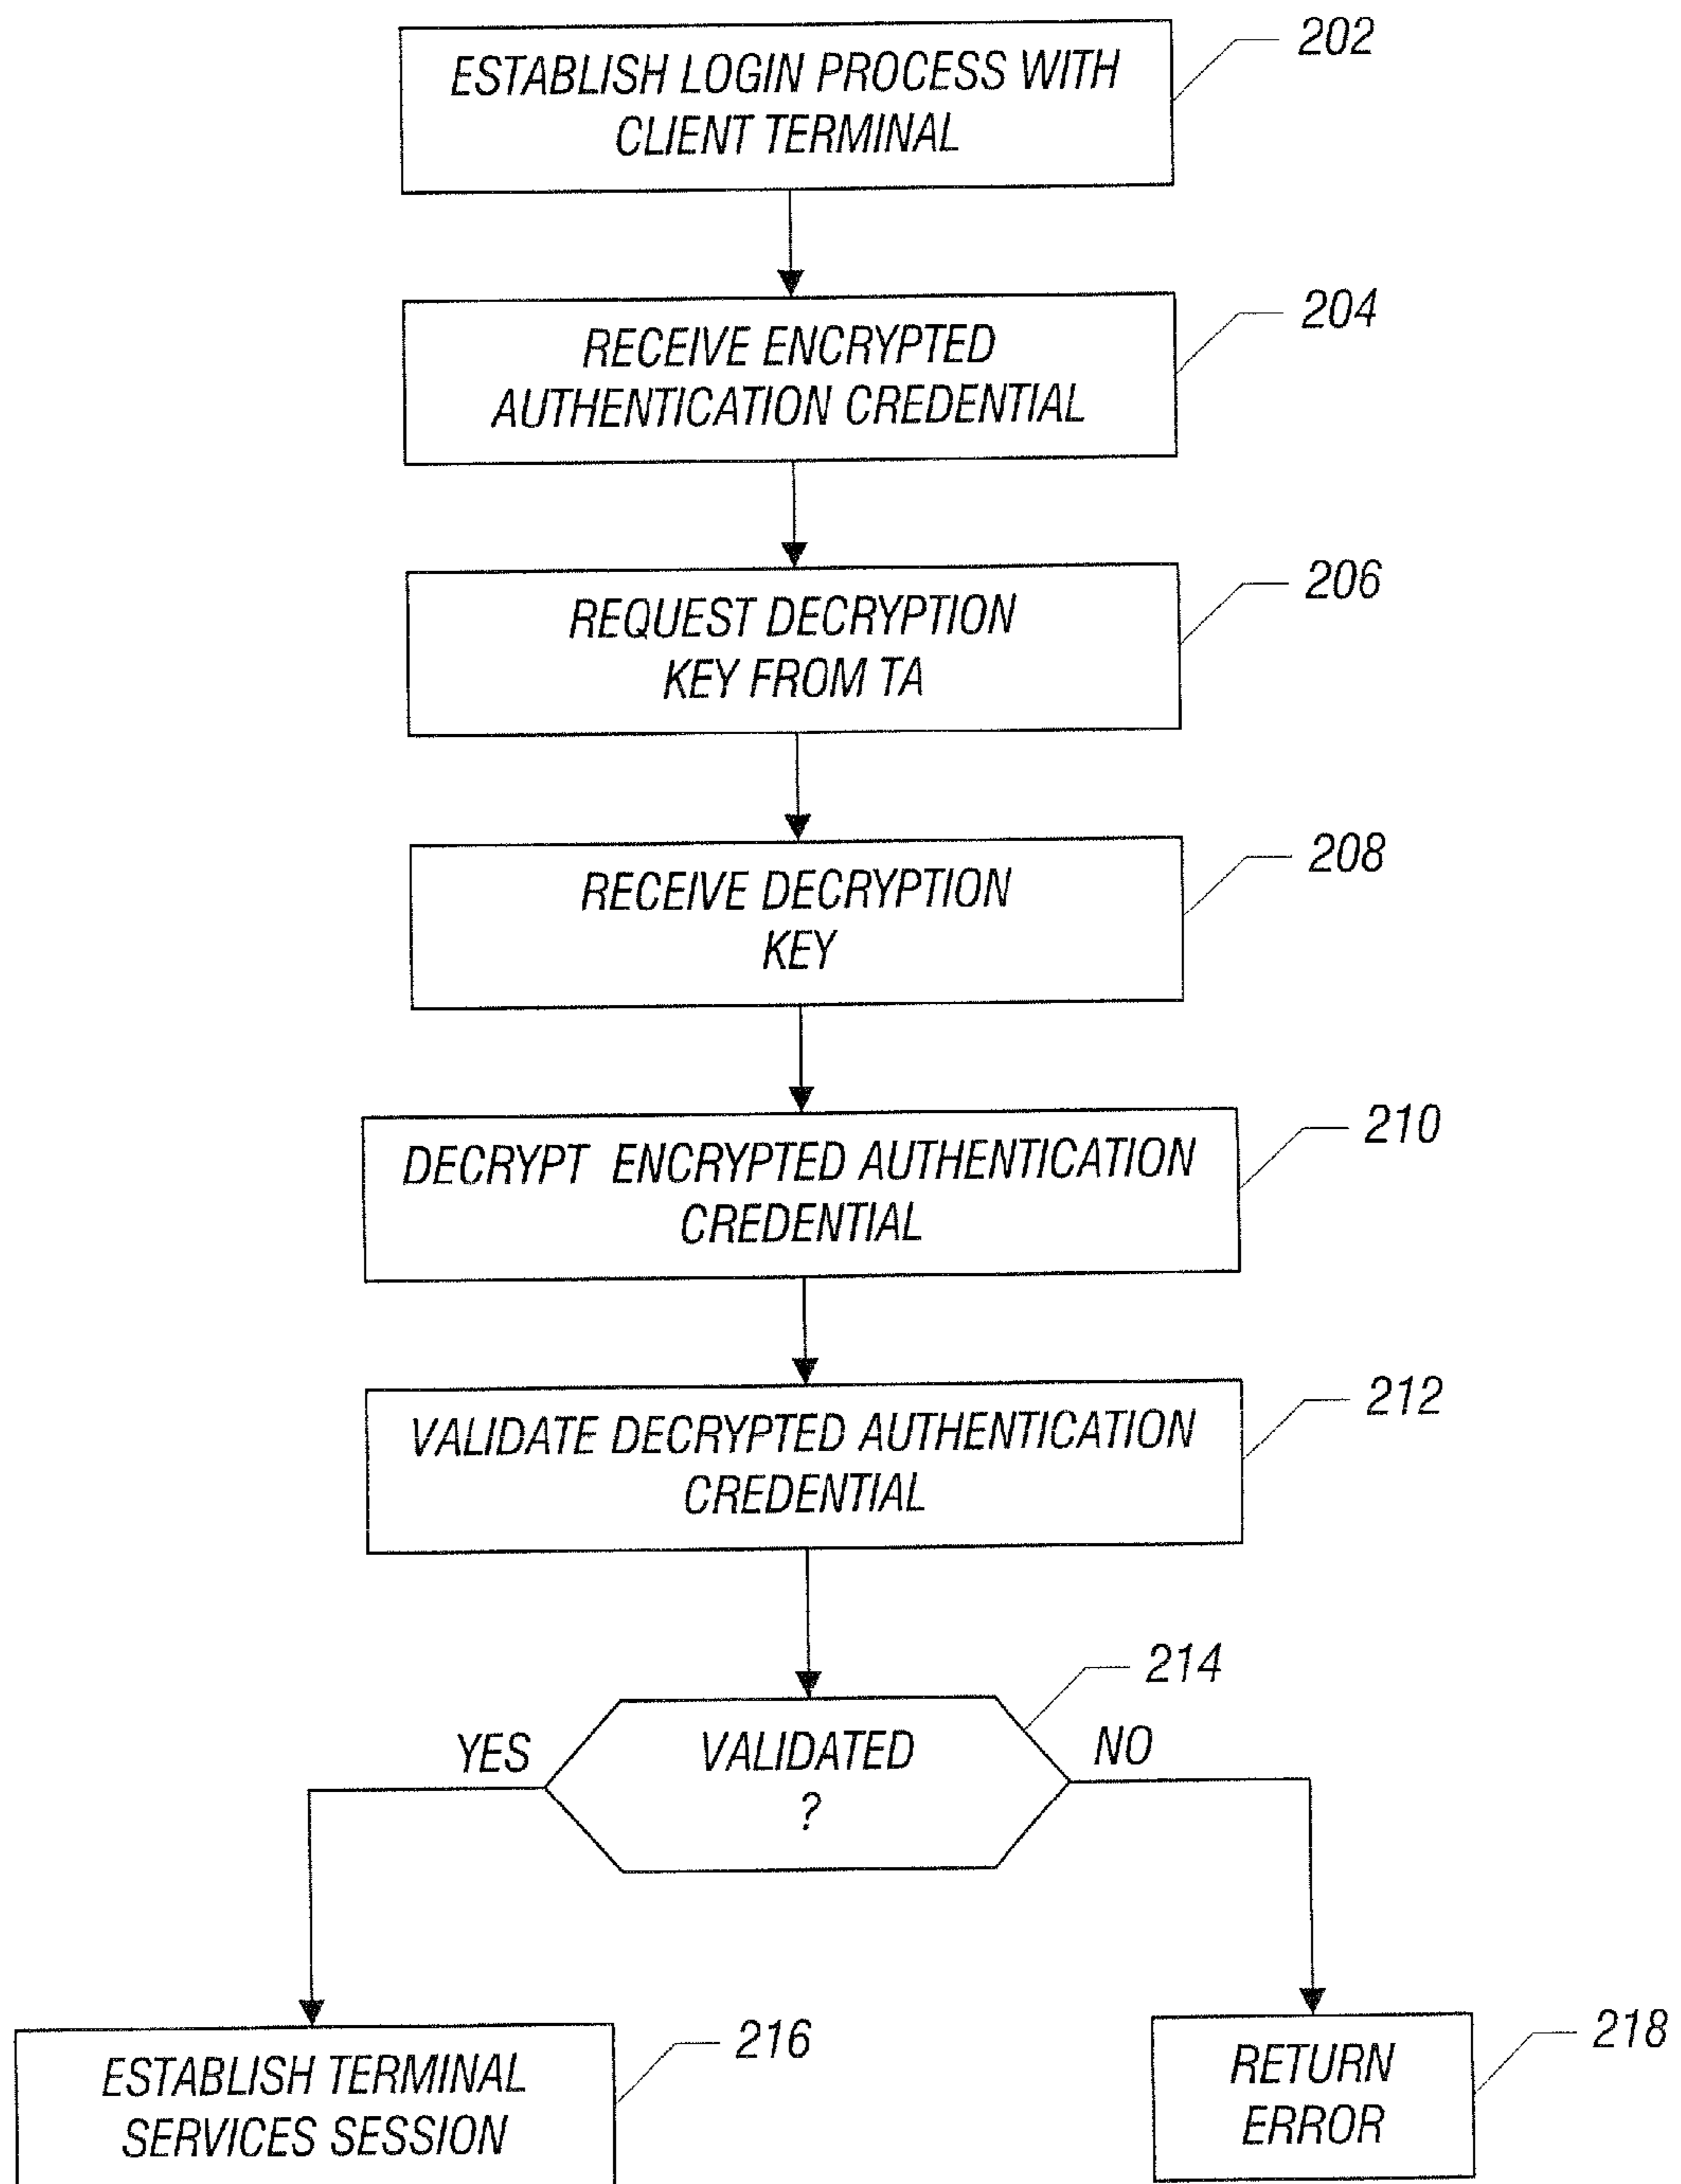 ESTABLISH LOGIN PROCESS WITH
CLIENT TERMINAL
202
RECEIVE ENCRYPTED
AUTHENTICATION CREDENTIAL
204
REQUEST DECRYPTION
KEY FROM TA
206
RECEIVE DECRYPTION
KEY
208
DECRYPT ENCRYPTED AUTHENTICATION
CREDENTIAL
210
VALIDATE DECRYPTED AUTHENTICATION
CREDENTIAL
212
214
YES
VALIDATED
?
NO
ESTABLISH TERMINAL
SERVICES SESSION
216
RETURN
ERROR
218